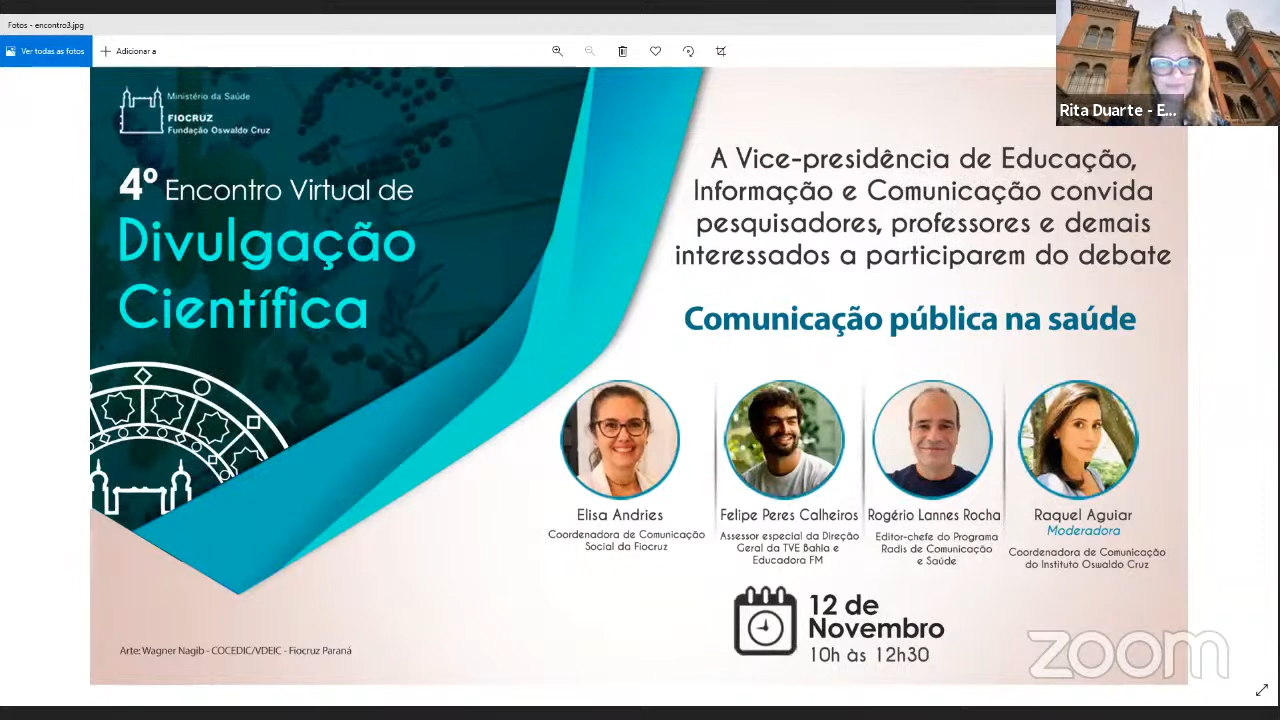 Fotos - encontro3.jpg
Ver todas as fotos
Adicionar a
Rita Duarte - E...
Ministério da Saúde
FIOCRUZ
Fundação Oswaldo Cruz
4º Encontro Virtual de
Divulgação
Científica
A Vice-presidência de Educação,
Informação e Comunicação convida
pesquisadores, professores e demais
interessados a participarem do debate
Comunicação pública na saúde
Elisa Andries
Coordenadora de Comunicação
Social da Fiocruz
Felipe Peres Calheiros
Assessor especial da Direção
Geral da TVE Bahia e
Educadora FM
Rogério Lannes Rocha
Editor-chefe do Programa
Radis de Comunicação
e Saúde
Raquel Aguiar
Moderadora
Coordenadora de Comunicação
do Instituto Oswaldo Cruz
12 de
Novembro
10h às 12h30
Arte: Wagner Nagib - COCEDIC/VDEIC - Fiocruz Paraná
zoom